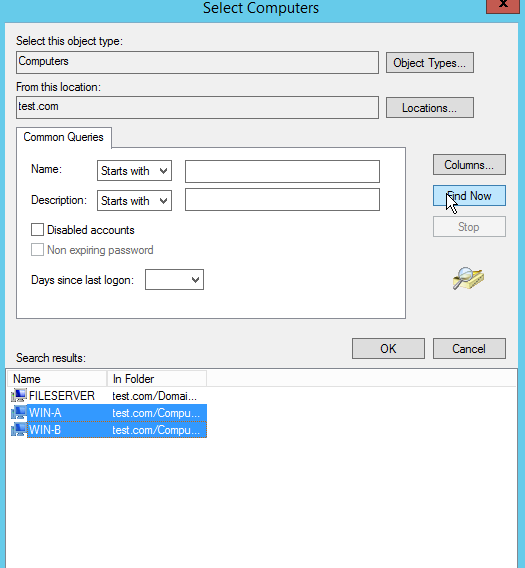 Select Computers
x
Select this object type:
Computers
Object Types...
From this location:
test.com
Locations...
Common Queries
Name:
Starts with
Columns...
Description:
Starts with
Find Now
Disabled accounts
Stop
Non expiring password
Days since last logon:
OK
Cancel
Search results:
Name In Folder
FILESERVER test.com/Domai...
WIN-A test.com/Compu...
WIN-B test.com/Compu...